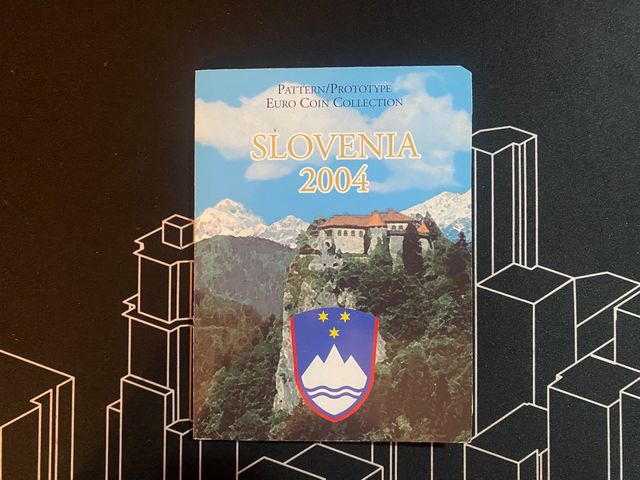 Pattern/Prototype
Euro Coin Collection
SLOVENIA
2004